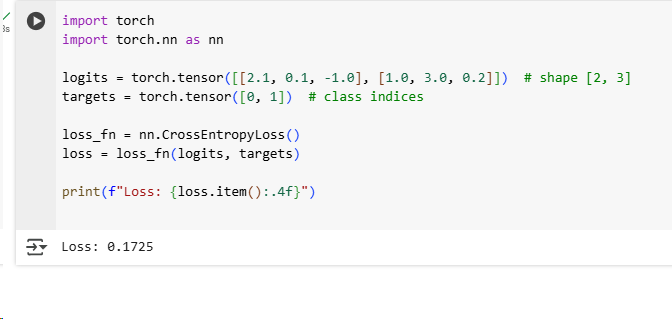 3s
import torch
import torch.nn as nn
logits = torch.tensor([[2.1, 0.1, -1.0], [1.0, 3.0, 0.2]])  # shape [2, 3]
targets = torch.tensor([0, 1])  # class indices
loss_fn = nn.CrossEntropyLoss()
loss = loss_fn(logits, targets)
print(f"Loss: {loss.item():.4f}")
Loss: 0.1725